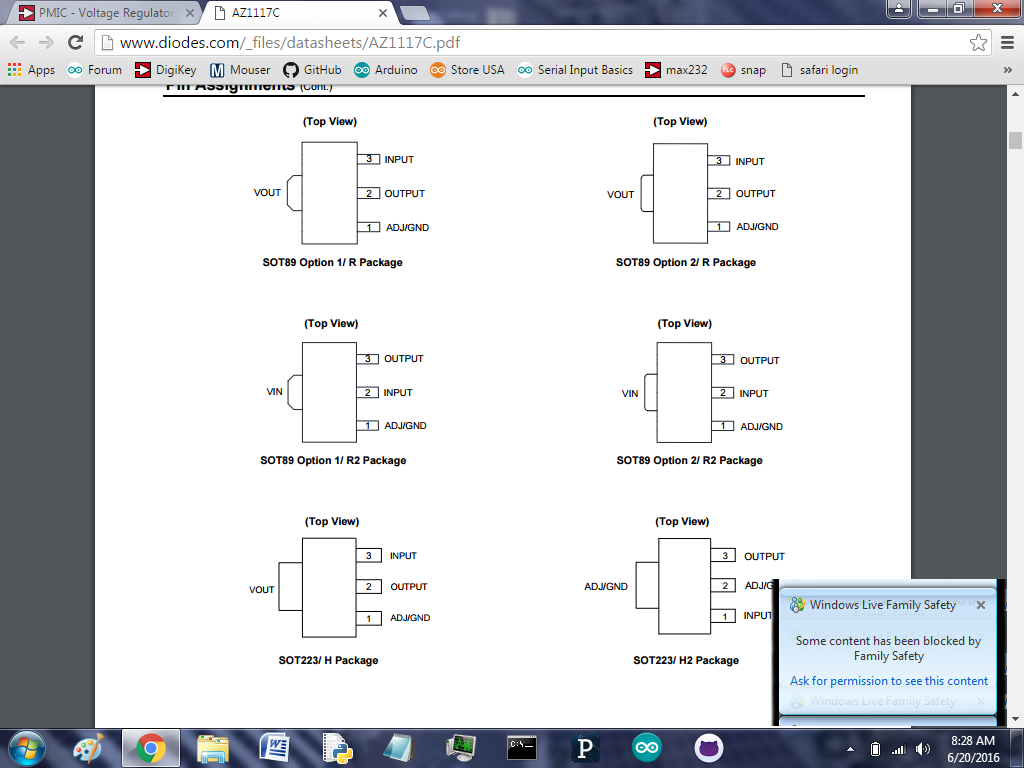 PMIC - Voltage Regulator
AZ1117C
www.diodes.com/_files/datasheets/AZ1117C.pdf
Apps Forum DigiKey Mouser GitHub Arduino Store USA Serial Input Basics max232 snap safari login »
Pin Assignments (Cont.)
(Top View) (Top View)
3 INPUT 3 INPUT
VOUT 2 OUTPUT VOUT 2 OUTPUT
1 ADJ/GND 1 ADJ/GND
SOT89 Option 1/ R Package SOT89 Option 2/ R Package
(Top View) (Top View)
3 OUTPUT 3 OUTPUT
VIN 2 INPUT VIN 2 INPUT
1 ADJ/GND 1 ADJ/GND
SOT89 Option 1/ R2 Package SOT89 Option 2/ R2 Package
(Top View) (Top View)
3 INPUT 3 OUTPUT
VOUT 2 OUTPUT ADJ/GND 2 ADJ/G
1 ADJ/GND 1 INPUT
SOT223/ H Package SOT223/ H2 Package
Windows Live Family Safety
Some content has been blocked by
Family Safety
Ask for permission to see this content
Windows Live Family Safety
C:\_
P
8:28 AM
6/20/2016